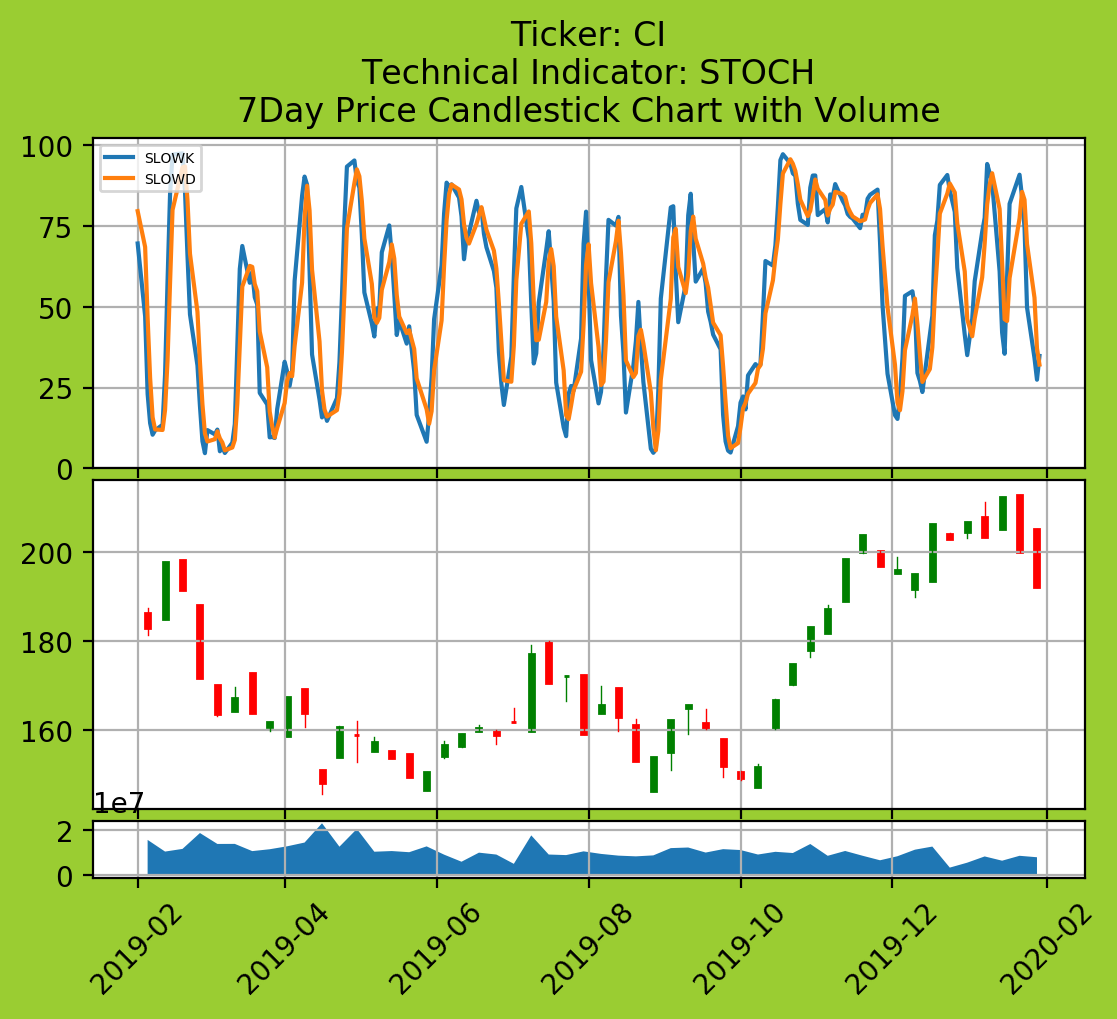 Ticker: CI
Technical Indicator: STOCH
7Day Price Candlestick Chart with Volume
100
75
50
25
0
SLOWK
SLOWD
200
180
160
1e7
2
0
2019-02
2019-04
2019-06
2019-08
2019-10
2019-12
2020-02